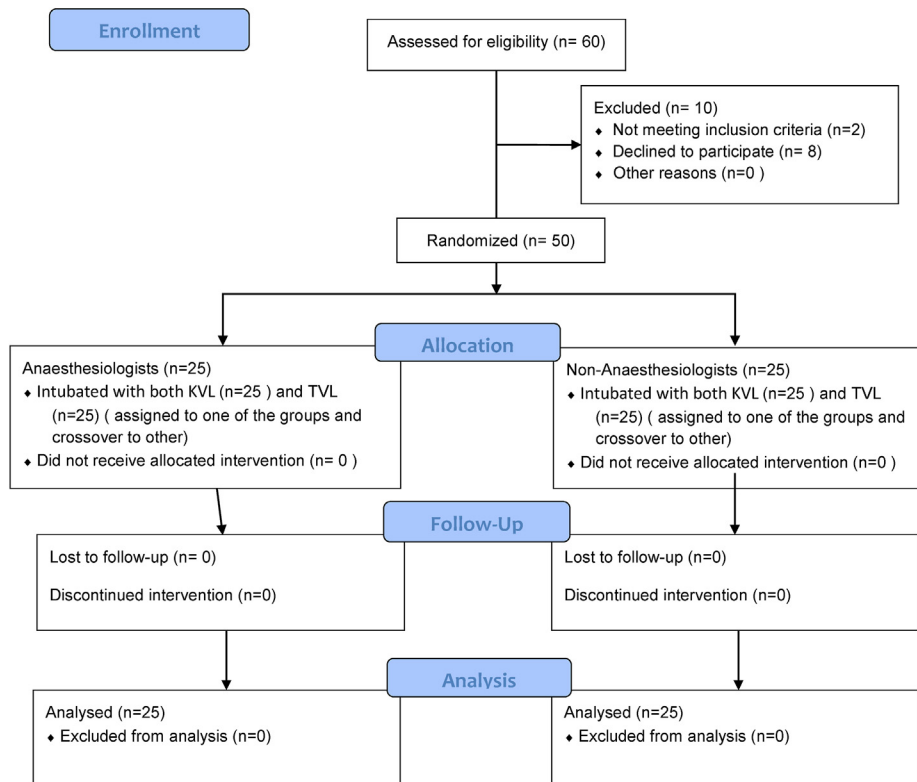 Enrollment
Assessed for eligibility (n= 60)
Excluded (n= 10)
♦ Not meeting inclusion criteria (n=2)
♦ Declined to participate (n= 8)
♦ Other reasons (n=0 )
Randomized (n= 50)
Allocation
Anaesthesiologists (n=25)
♦ Intubated with both KVL (n=25 ) and TVL
(n=25) ( assigned to one of the groups and
crossover to other)
♦ Did not receive allocated intervention (n= 0 )
Non-Anaesthesiologists (n=25)
♦ Intubated with both KVL (n=25 ) and TVL
(n=25) ( assigned to one of the groups and
crossover to other)
♦ Did not receive allocated intervention (n=0 )
Follow-Up
Lost to follow-up (n= 0)
Discontinued intervention (n=0)
Lost to follow-up (n=0)
Discontinued intervention (n=0)
Analysis
Analysed (n=25)
♦ Excluded from analysis (n=0)
Analysed (n=25)
♦ Excluded from analysis (n=0)